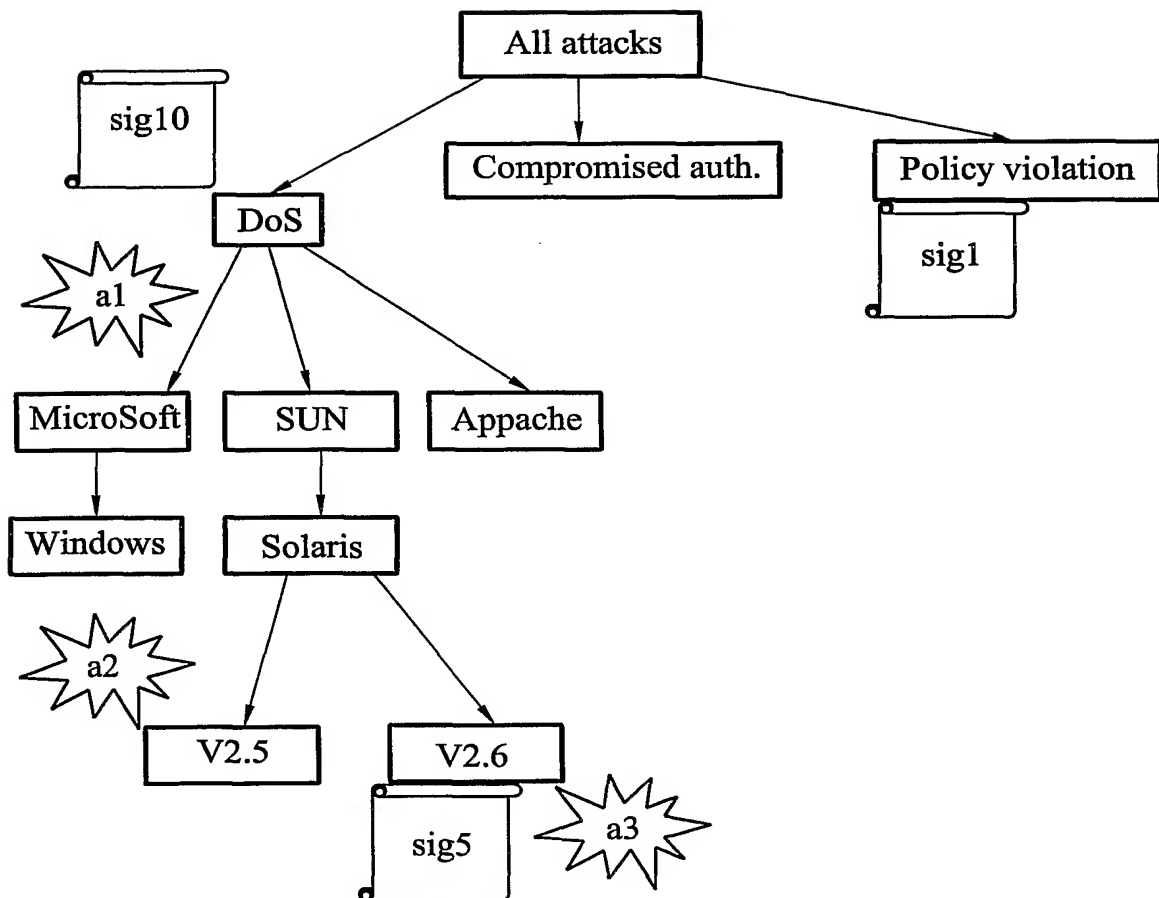 All attacks
sig10
Compromised auth.
Policy violation
DoS
sig1
a1
MicroSoft
SUN
Appache
Windows
Solaris
a2
V2.5
V2.6
a3
sig5